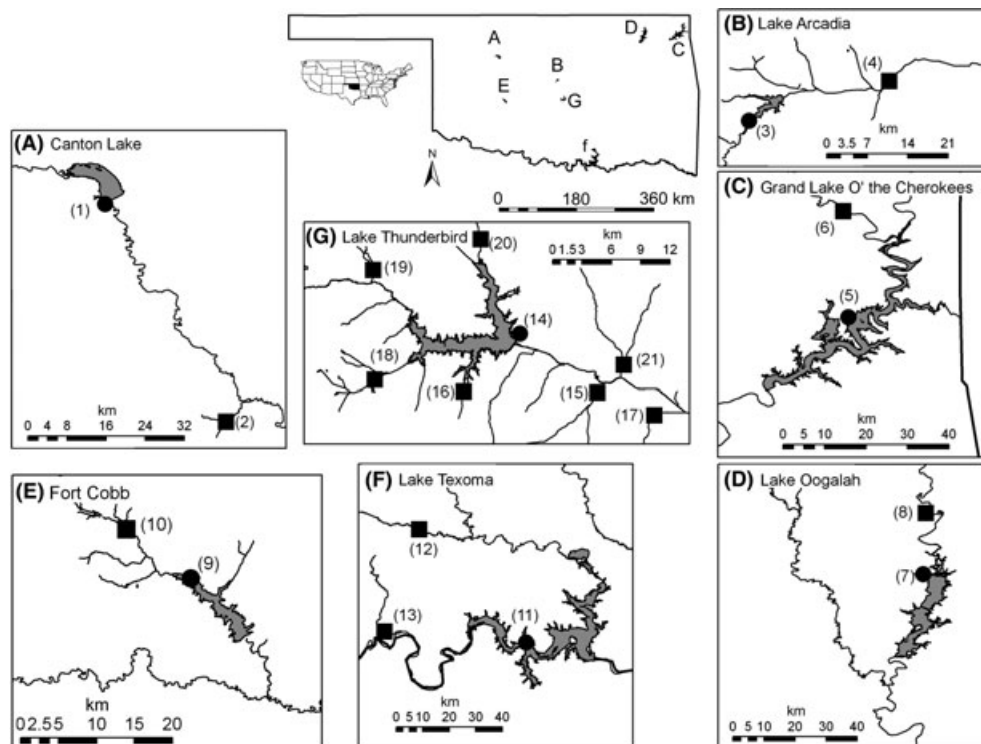 A
B
C
D
E
G
f
N
0 180 360 km
(A) Canton Lake
(1)
(2)
km
0 4 8 16 24 32
(B) Lake Arcadia
(4)
(3)
km
0 3.5 7 14 21
(C) Grand Lake O' the Cherokees
(6)
(5)
km
0 5 10 20 30 40
(G) Lake Thunderbird
(20)
km
0 1.5 3 6 9 12
(19)
(14)
(18)
(21)
(16)
(15)
(17)
(E) Fort Cobb
(10)
(9)
km
0 2.5 5 10 15 20
(F) Lake Texoma
(12)
(13)
(11)
km
0 5 10 20 30 40
(D) Lake Oogalah
(8)
(7)
km
0 5 10 20 30 40